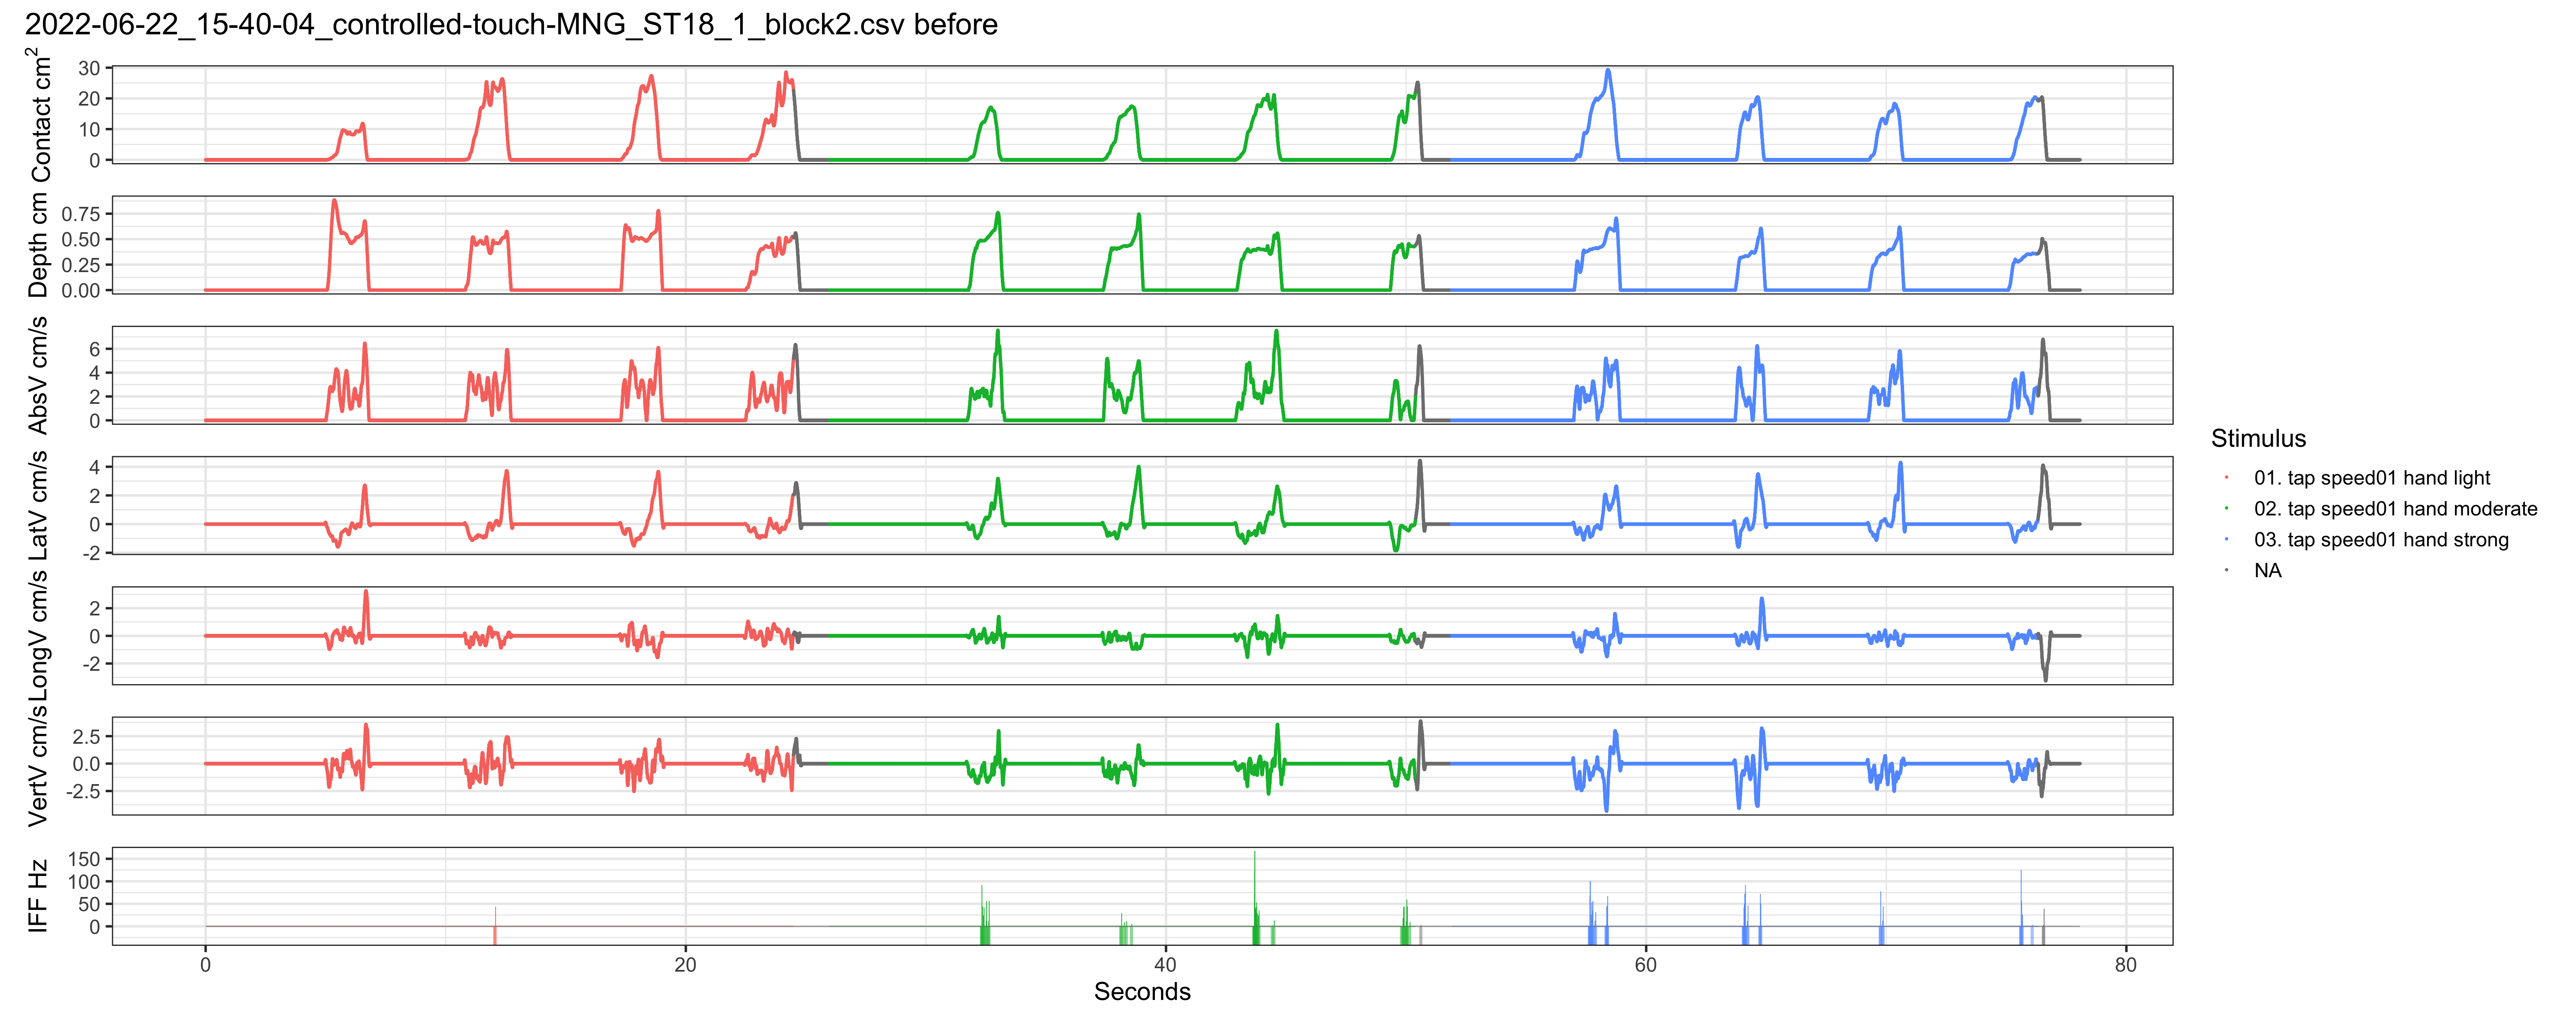 2022-06-22_15-40-04_controlled-touch-MNG_ST18_1_block2.csv before
Contact cm²
30
20
10
0
Depth cm
0.75
0.50
0.25
0.00
AbsV cm/s
6
4
2
0
LatV cm/s
4
2
0
-2
LongV cm/s
2
0
-2
VertV cm/s
2.5
0.0
-2.5
IFF Hz
150
100
50
0
0 20 40 60 80
Seconds
Stimulus
01. tap speed01 hand light
02. tap speed01 hand moderate
03. tap speed01 hand strong
NA